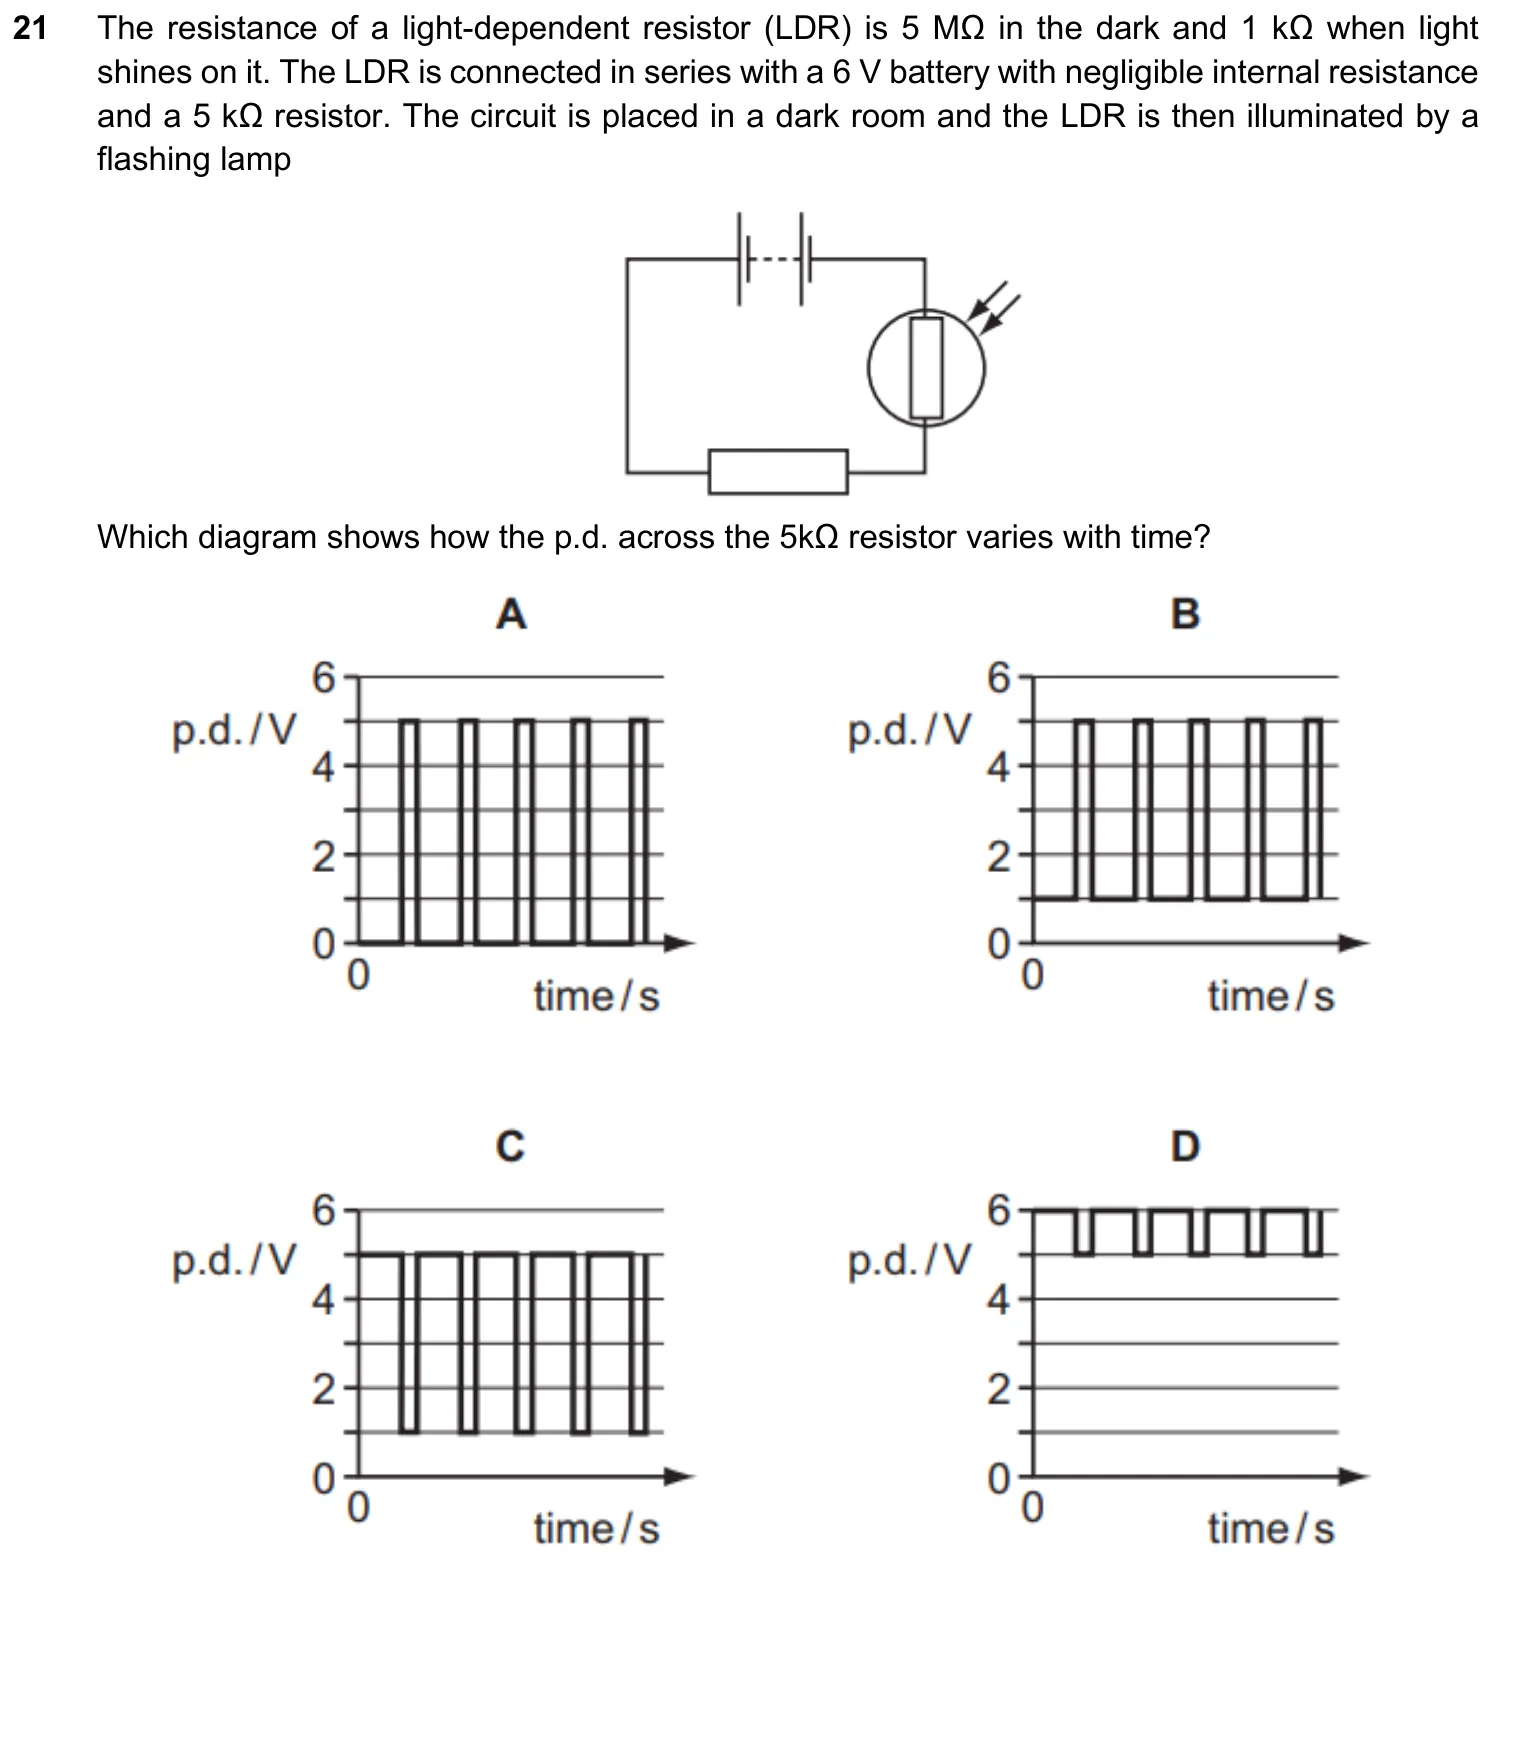 21 The resistance of a light-dependent resistor (LDR) is 5 MΩ in the dark and 1 kΩ when light
shines on it. The LDR is connected in series with a 6 V battery with negligible internal resistance
and a 5 kΩ resistor. The circuit is placed in a dark room and the LDR is then illuminated by a
flashing lamp
Which diagram shows how the p.d. across the 5kΩ resistor varies with time?
A
6
p.d./V
4
2
0
0
time/s
B
6
p.d./V
4
2
0
0
time/s
C
6
p.d./V
4
2
0
0
time/s
D
6
p.d./V
4
2
0
0
time/s